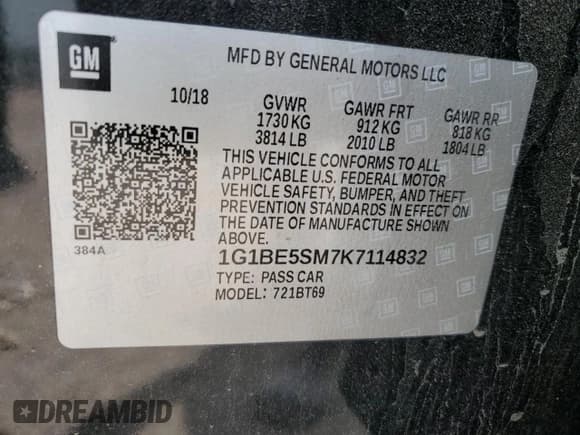 GM
MFD BY GENERAL MOTORS LLC
10/18
GVWR GAWR FRT GAWR RR
1730 KG 912 KG 818 KG
3814 LB 2010 LB 1804 LB
THIS VEHICLE CONFORMS TO ALL
APPLICABLE U.S. FEDERAL MOTOR
VEHICLE SAFETY, BUMPER, AND THEFT
PREVENTION STANDARDS IN EFFECT ON
THE DATE OF MANUFACTURE SHOWN
ABOVE.
384A
1G1BE5SM7K7114832
TYPE: PASS CAR
MODEL: 721BT69
DREAMBID